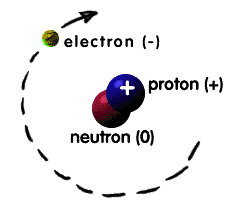 electron (-)
proton (+)
+
neutron (0)